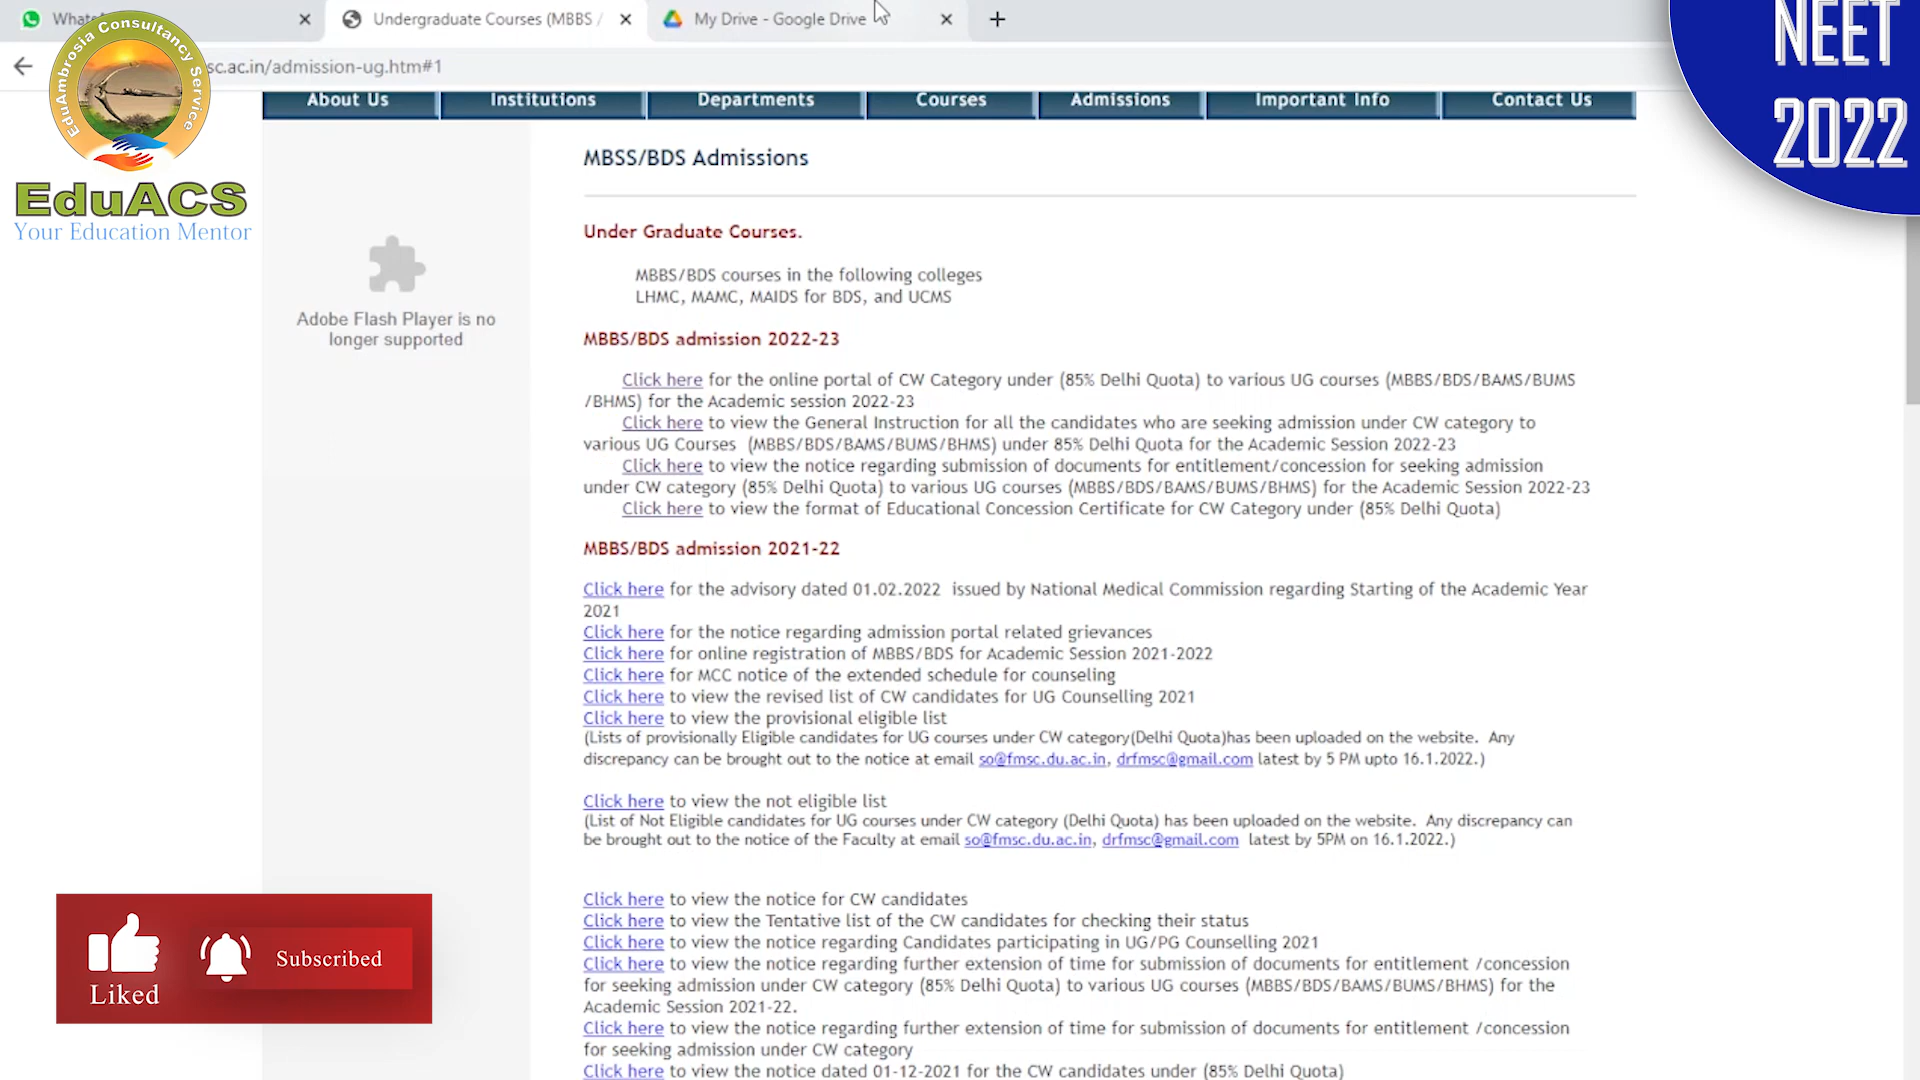 Whats
Undergraduate Courses (MBBS /
My Drive - Google Drive
sc.ac.in/admission-ug.htm#1
EduAmbrosia Consultancy Service
EduACS
Your Education Mentor
NEET
2022
About Us
Institutions
Departments
Courses
Admissions
Important Info
Contact Us
Adobe Flash Player is no
longer supported
MBSS/BDS Admissions
Under Graduate Courses.
MBBS/BDS courses in the following colleges
LHMC, MAMC, MAIDS for BDS, and UCMS
MBBS/BDS admission 2022-23
Click here for the online portal of CW Category under (85% Delhi Quota) to various UG courses (MBBS/BDS/BAMS/BUMS
/BHMS) for the Academic session 2022-23
Click here to view the General Instruction for all the candidates who are seeking admission under CW category to
various UG Courses (MBBS/BDS/BAMS/BUMS/BHMS) under 85% Delhi Quota for the Academic Session 2022-23
Click here to view the notice regarding submission of documents for entitlement/concession for seeking admission
under CW category (85% Delhi Quota) to various UG courses (MBBS/BDS/BAMS/BUMS/BHMS) for the Academic Session 2022-23
Click here to view the format of Educational Concession Certificate for CW Category under (85% Delhi Quota)
MBBS/BDS admission 2021-22
Click here for the advisory dated 01.02.2022 issued by National Medical Commission regarding Starting of the Academic Year
2021
Click here for the notice regarding admission portal related grievances
Click here for online registration of MBBS/BDS for Academic Session 2021-2022
Click here for MCC notice of the extended schedule for counseling
Click here to view the revised list of CW candidates for UG Counselling 2021
Click here to view the provisional eligible list
(Lists of provisionally Eligible candidates for UG courses under CW category(Delhi Quota)has been uploaded on the website. Any
discrepancy can be brought out to the notice at email so@fmsc.du.ac.in, drfmsc@gmail.com latest by 5 PM upto 16.1.2022.)
Click here to view the not eligible list
(List of Not Eligible candidates for UG courses under CW category (Delhi Quota) has been uploaded on the website. Any discrepancy can
be brought out to the notice of the Faculty at email so@fmsc.du.ac.in, drfmsc@gmail.com latest by 5PM on 16.1.2022.)
Click here to view the notice for CW candidates
Click here to view the Tentative list of the CW candidates for checking their status
Click here to view the notice regarding Candidates participating in UG/PG Counselling 2021
Click here to view the notice regarding further extension of time for submission of documents for entitlement /concession
for seeking admission under CW category (85% Delhi Quota) to various UG courses (MBBS/BDS/BAMS/BUMS/BHMS) for the
Academic Session 2021-22.
Click here to view the notice regarding further extension of time for submission of documents for entitlement /concession
for seeking admission under CW category
Click here to view the notice dated 01-12-2021 for the CW candidates under (85% Delhi Quota)
Liked
Subscribed